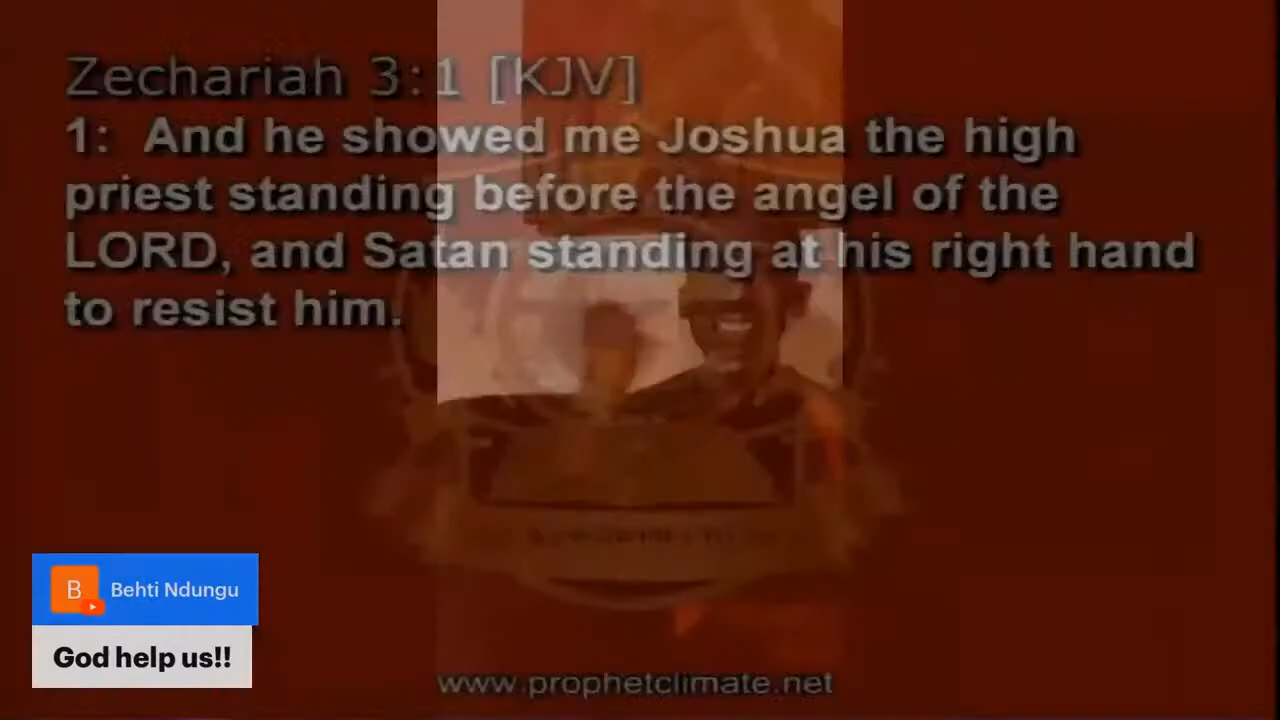 Zechariah 3:1 [KJV]
1: And he showed me Joshua the high
priest standing before the angel of the
LORD, and Satan standing at his right hand
to resist him.
B Behti Ndungu
God help us!!
www.prophetclimate.net